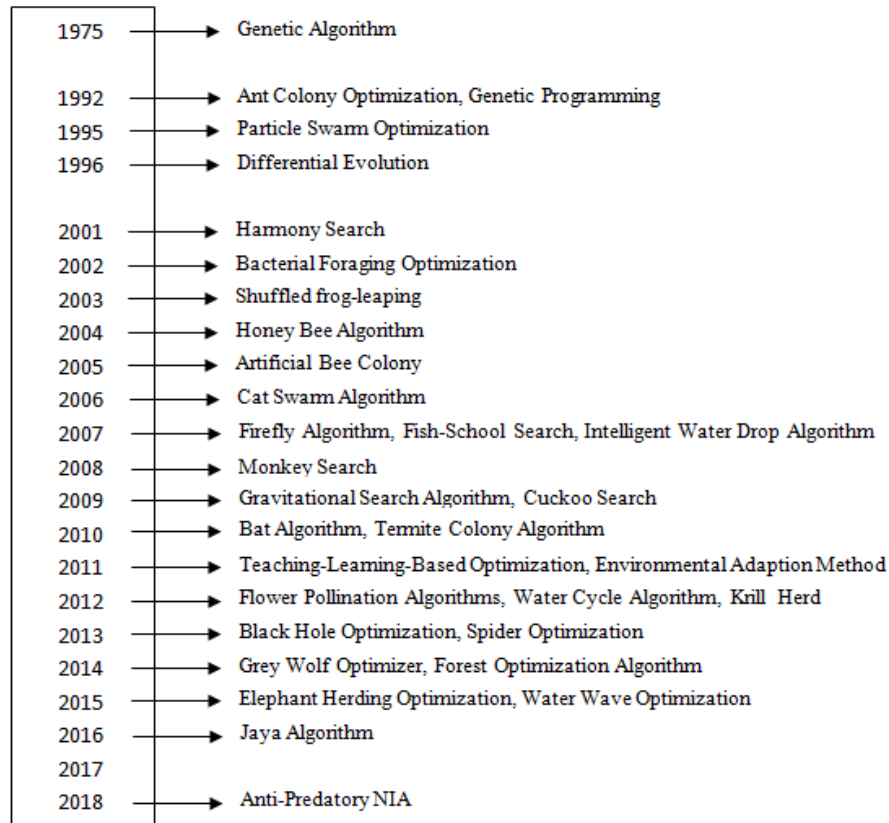 1975 Genetic Algorithm
1992 Ant Colony Optimization, Genetic Programming
1995 Particle Swarm Optimization
1996 Differential Evolution
2001 Harmony Search
2002 Bacterial Foraging Optimization
2003 Shuffled frog-leaping
2004 Honey Bee Algorithm
2005 Artificial Bee Colony
2006 Cat Swarm Algorithm
2007 Firefly Algorithm, Fish-School Search, Intelligent Water Drop Algorithm
2008 Monkey Search
2009 Gravitational Search Algorithm, Cuckoo Search
2010 Bat Algorithm, Termite Colony Algorithm
2011 Teaching-Learning-Based Optimization, Environmental Adaption Method
2012 Flower Pollination Algorithms, Water Cycle Algorithm, Krill Herd
2013 Black Hole Optimization, Spider Optimization
2014 Grey Wolf Optimizer, Forest Optimization Algorithm
2015 Elephant Herding Optimization, Water Wave Optimization
2016 Jaya Algorithm
2017
2018 Anti-Predatory NIA